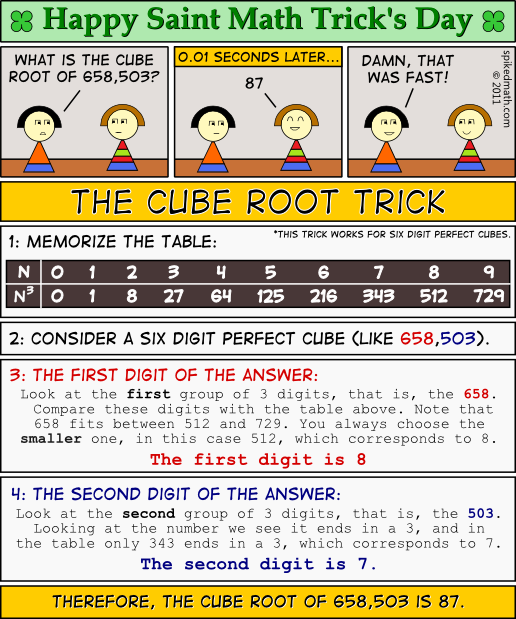 Happy Saint Math Trick's Day
WHAT IS THE CUBE
ROOT OF 658,503?
0.01 SECONDS LATER...
87
DAMN, THAT
WAS FAST!
spikedmath.com
© 2011
THE CUBE ROOT TRICK
1: MEMORIZE THE TABLE:
*THIS TRICK WORKS FOR SIX DIGIT PERFECT CUBES.
N 0 1 2 3 4 5 6 7 8 9
N³ 0 1 8 27 64 125 216 343 512 729
2: CONSIDER A SIX DIGIT PERFECT CUBE (LIKE 658,503).
3: THE FIRST DIGIT OF THE ANSWER:
Look at the first group of 3 digits, that is, the 658.
Compare these digits with the table above. Note that
658 fits between 512 and 729. You always choose the
smaller one, in this case 512, which corresponds to 8.
The first digit is 8
4: THE SECOND DIGIT OF THE ANSWER:
Look at the second group of 3 digits, that is, the 503.
Looking at the number we see it ends in a 3, and in
the table only 343 ends in a 3, which corresponds to 7.
The second digit is 7.
THEREFORE, THE CUBE ROOT OF 658,503 IS 87.